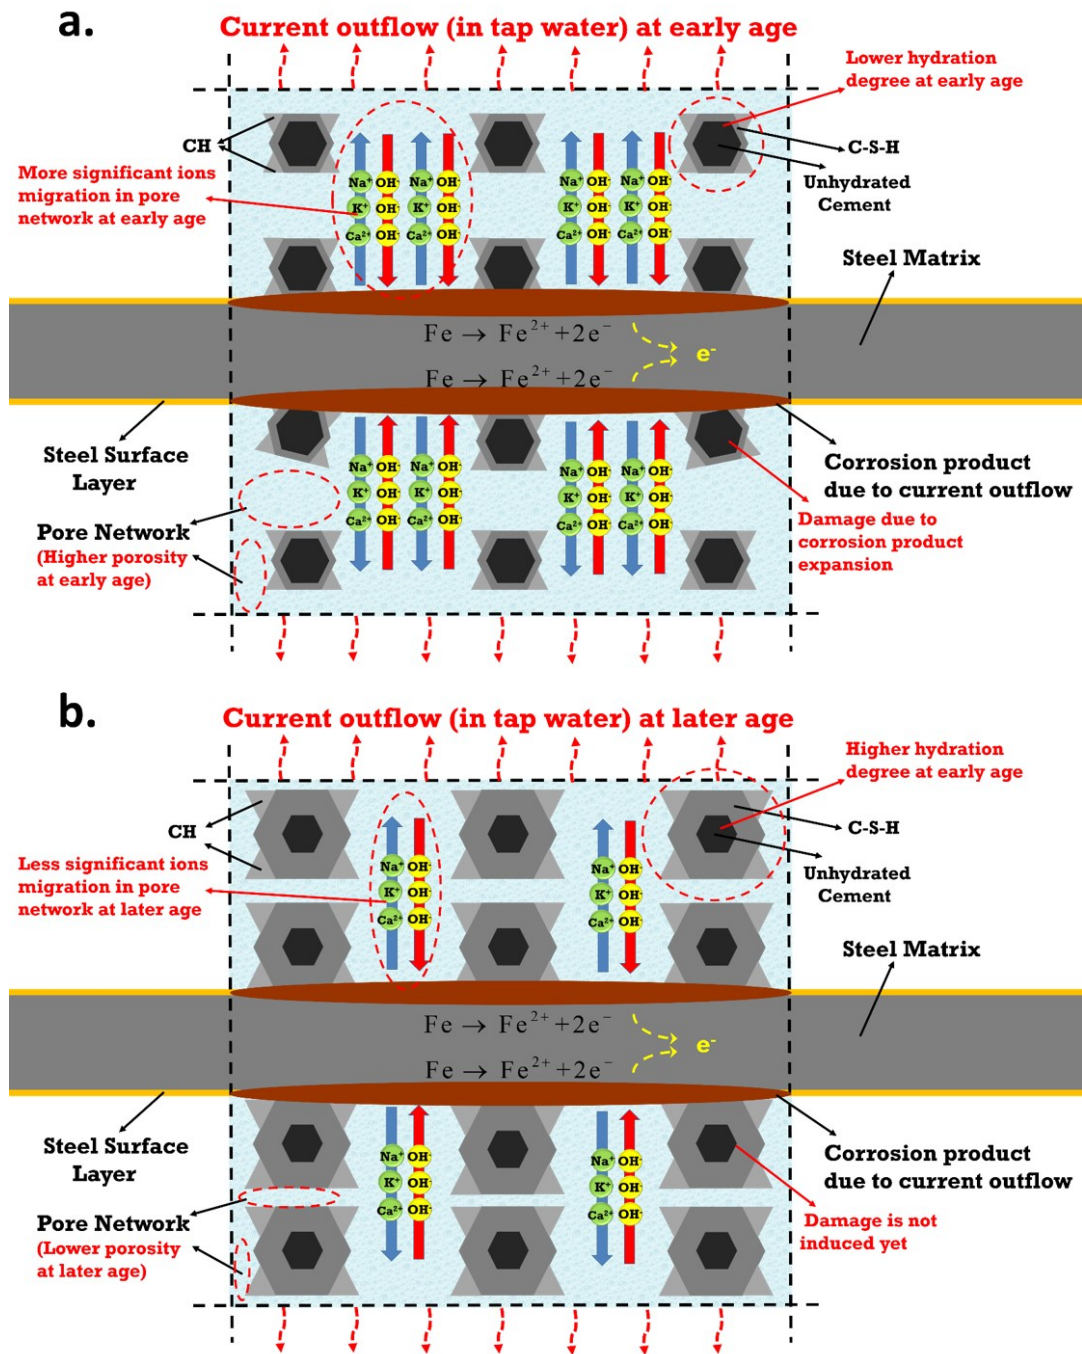 a.
Current outflow (in tap water) at early age
Lower hydration
degree at early age
CH
C-S-H
More significant ions
migration in pore
network at early age
Unhydrated
Cement
Na⁺ OH⁻ Na⁺ OH⁻ Na⁺ OH⁻ Na⁺ OH⁻
K⁺ OH⁻ K⁺ OH⁻ K⁺ OH⁻ K⁺ OH⁻
Ca²⁺ OH⁻ Ca²⁺ OH⁻ Ca²⁺ OH⁻ Ca²⁺ OH⁻
Steel Matrix
Fe → Fe²⁺+2e⁻
e⁻
Fe → Fe²⁺+2e⁻
Steel Surface
Layer
Na⁺ OH⁻ Na⁺ OH⁻ Na⁺ OH⁻ Na⁺ OH⁻
K⁺ OH⁻ K⁺ OH⁻ K⁺ OH⁻ K⁺ OH⁻
Ca²⁺ OH⁻ Ca²⁺ OH⁻ Ca²⁺ OH⁻ Ca²⁺ OH⁻
Corrosion product
due to current outflow
Pore Network
(Higher porosity
at early age)
Damage due to
corrosion product
expansion
b.
Current outflow (in tap water) at later age
Higher hydration
degree at early age
CH
C-S-H
Less significant ions
migration in pore
network at later age
Unhydrated
Cement
Na⁺ OH⁻ Na⁺ OH⁻
K⁺ OH⁻ K⁺ OH⁻
Ca²⁺ OH⁻ Ca²⁺ OH⁻
Steel Matrix
Fe → Fe²⁺+2e⁻
e⁻
Fe → Fe²⁺+2e⁻
Steel Surface
Layer
Na⁺ OH⁻ Na⁺ OH⁻
K⁺ OH⁻ K⁺ OH⁻
Ca²⁺ OH⁻ Ca²⁺ OH⁻
Corrosion product
due to current outflow
Pore Network
(Lower porosity
at later age)
Damage is not
induced yet